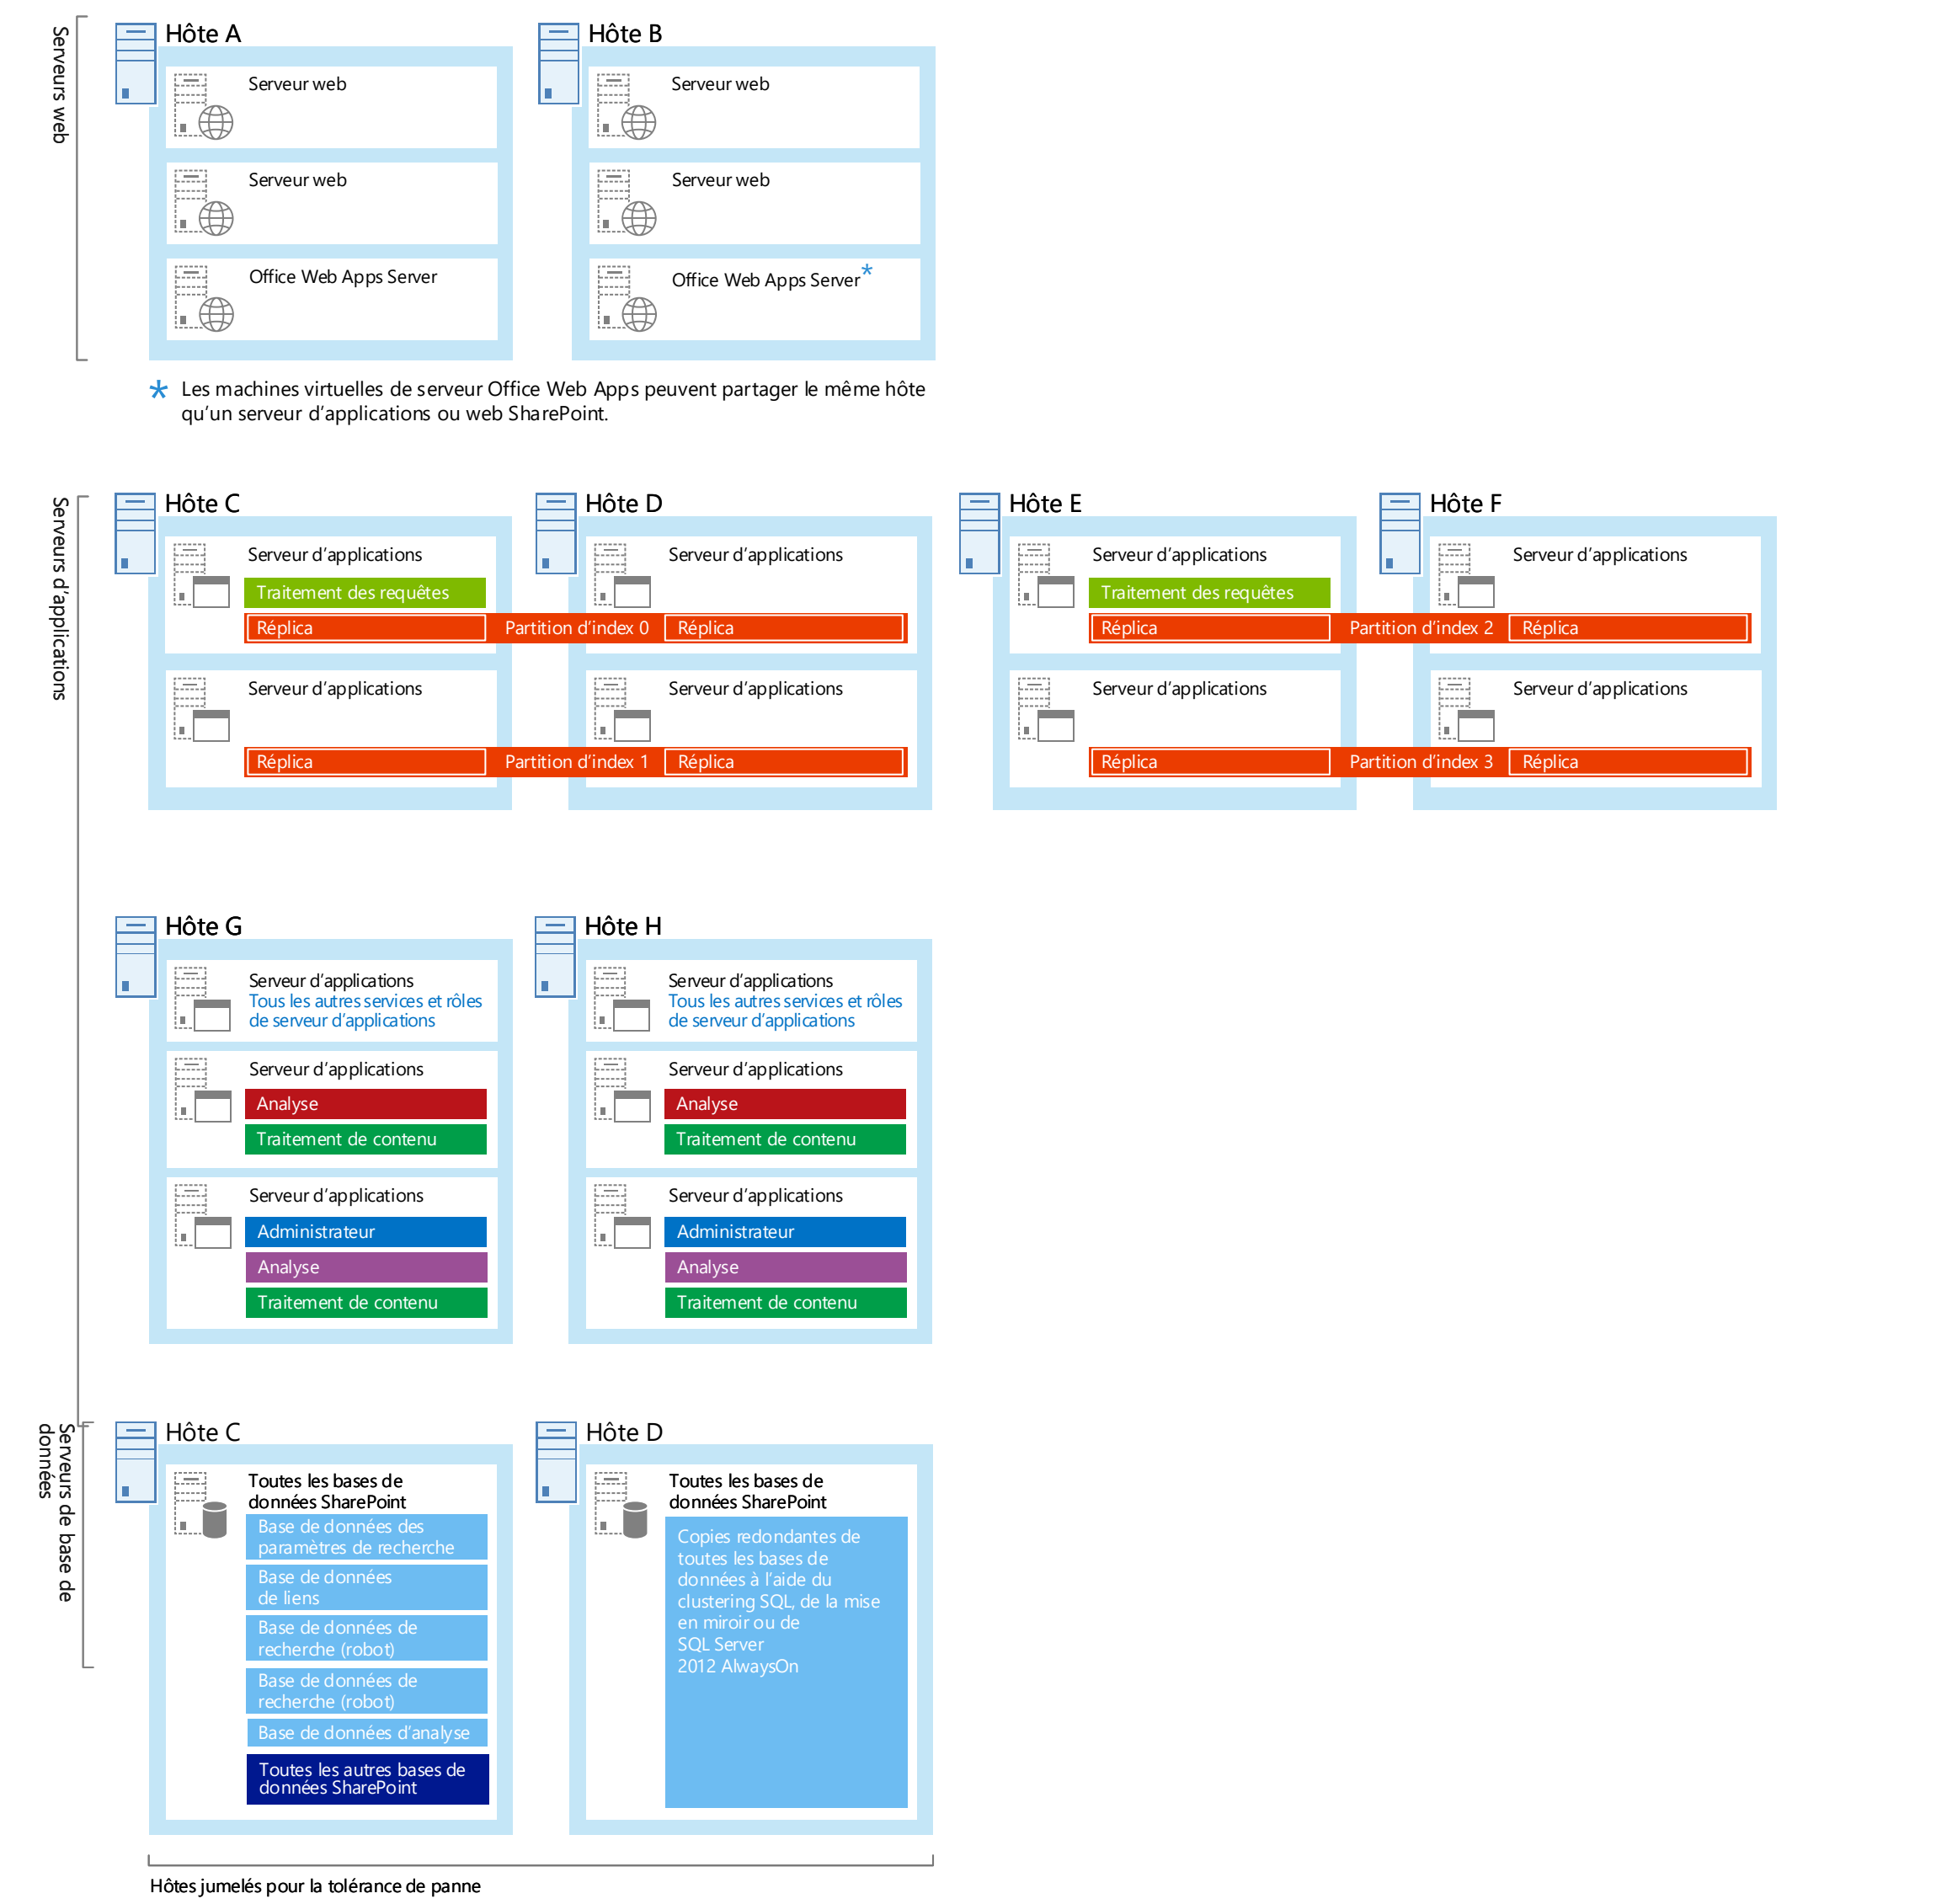 Serveurs web
Hôte A
Serveur web
Serveur web
Office Web Apps Server
Hôte B
Serveur web
Serveur web
Office Web Apps Server*
* Les machines virtuelles de serveur Office Web Apps peuvent partager le même hôte
qu’un serveur d’applications ou web SharePoint.
Serveurs d’applications
Hôte C
Serveur d’applications
Traitement des requêtes
Réplica
Partition d’index 0
Serveur d’applications
Réplica
Partition d’index 1
Hôte D
Serveur d’applications
Réplica
Serveur d’applications
Réplica
Hôte E
Serveur d’applications
Traitement des requêtes
Réplica
Partition d’index 2
Serveur d’applications
Réplica
Partition d’index 3
Hôte F
Serveur d’applications
Réplica
Serveur d’applications
Réplica
Hôte G
Serveur d’applications
Tous les autres services et rôles
de serveur d’applications
Serveur d’applications
Analyse
Traitement de contenu
Serveur d’applications
Administrateur
Analyse
Traitement de contenu
Hôte H
Serveur d’applications
Tous les autres services et rôles
de serveur d’applications
Serveur d’applications
Analyse
Traitement de contenu
Serveur d’applications
Administrateur
Analyse
Traitement de contenu
Serveurs de base de
données
Hôte C
Toutes les bases de
données SharePoint
Base de données des
paramètres de recherche
Base de données
de liens
Base de données de
recherche (robot)
Base de données de
recherche (robot)
Base de données d’analyse
Toutes les autres bases de
données SharePoint
Hôte D
Toutes les bases de
données SharePoint
Copies redondantes de
toutes les bases de
données à l’aide du
clustering SQL, de la mise
en miroir ou de
SQL Server
2012 AlwaysOn
Hôtes jumelés pour la tolérance de panne